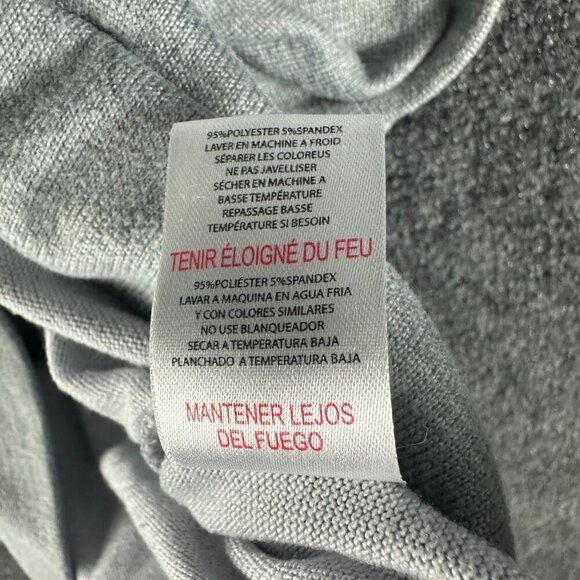 95%POLYESTER 5%SPANDEX
LAVER EN MACHINE A FROID
SÉPARER LES COLOREUS
NE PAS JAVELLISER
SÉCHER EN MACHINE A
BASSE TEMPÉRATURE
REPASSAGE BASSE
TEMPÉRATURE SI BESOIN
TENIR ÉLOIGNÉ DU FEU
95%POLIÉSTER 5%SPANDEX
LAVAR A MAQUINA EN AGUA FRIA
Y CON COLORES SIMILARES
NO USE BLANQUEADOR
SECAR A TEMPERATURA BAJA
PLANCHADO A TEMPERATURA BAJA
MANTENER LEJOS
DEL FUEGO